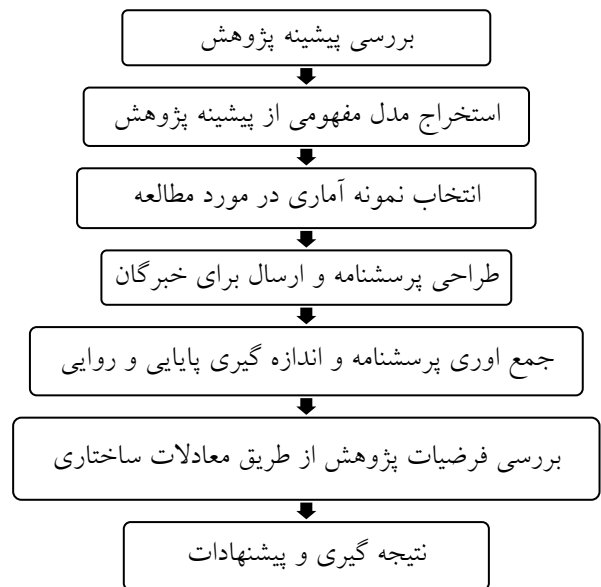 بررسی پیشینه پژوهش
استخراج مدل مفهومی از پیشینه پژوهش
انتخاب نمونه آماری در مورد مطالعه
طراحی پرسشنامه و ارسال برای خبرگان
جمع اوری پرسشنامه و اندازه گیری پایایی و روایی
بررسی فرضیات پژوهش از طریق معادلات ساختاری
نتیجه گیری و پیشنهادات